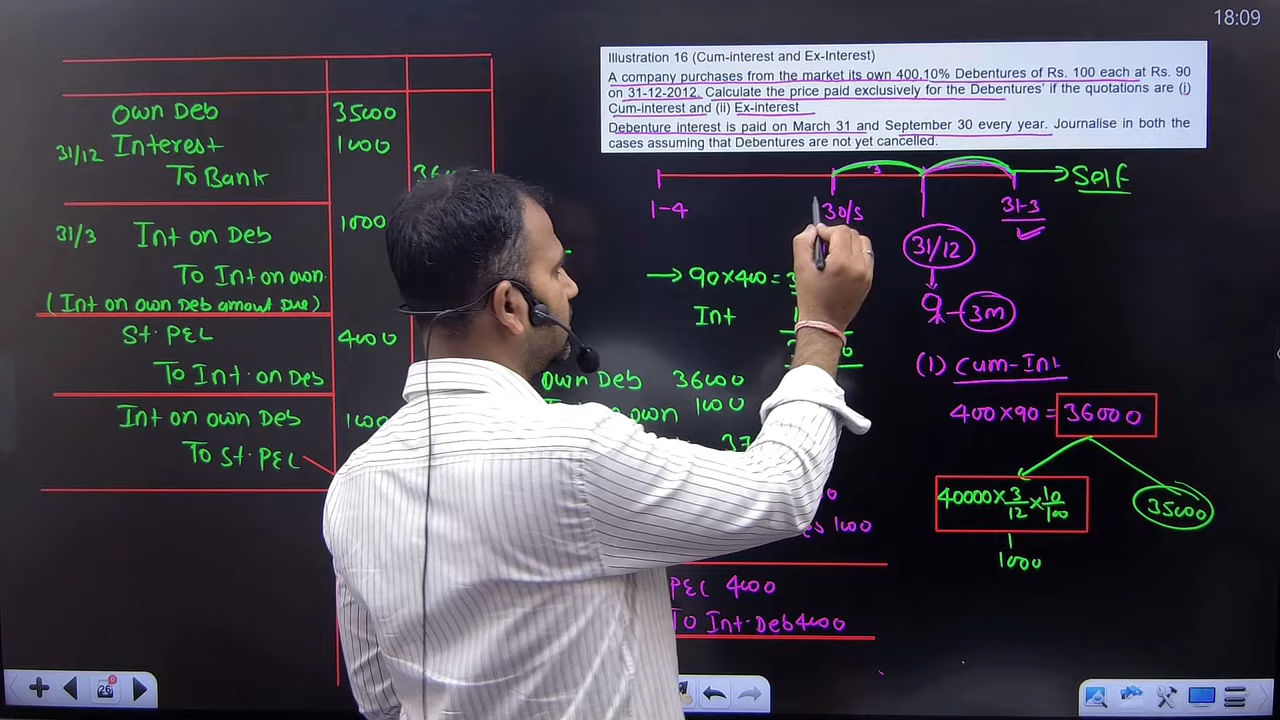 18:09
Illustration 16 (Cum-interest and Ex-Interest)
A company purchases from the market its own 400,10% Debentures of Rs. 100 each at Rs. 90
on 31-12-2012. Calculate the price paid exclusively for the Debentures' if the quotations are (i)
Cum-interest and (ii) Ex-interest
Debenture interest is paid on March 31 and September 30 every year. Journalise in both the
cases assuming that Debentures are not yet cancelled.
Own Deb 35000
31/12 Interest 1000
To Bank
31/3 Int on Deb 1000
To Int on own.
(Int on own Deb amount Due)
St. P&L 4000
To Int. on Deb
Int on own Deb
To St. P&L
3
Self
1-4
31-3
31/12
3m
→ 90×400=
Int
Own Deb 36000
own 1000
1000
P&L 4000
To Int. Deb 4000
(1) Cum-Int
400×90 = 36000
40000 × 3/12 × 10/100
35000
1000
26